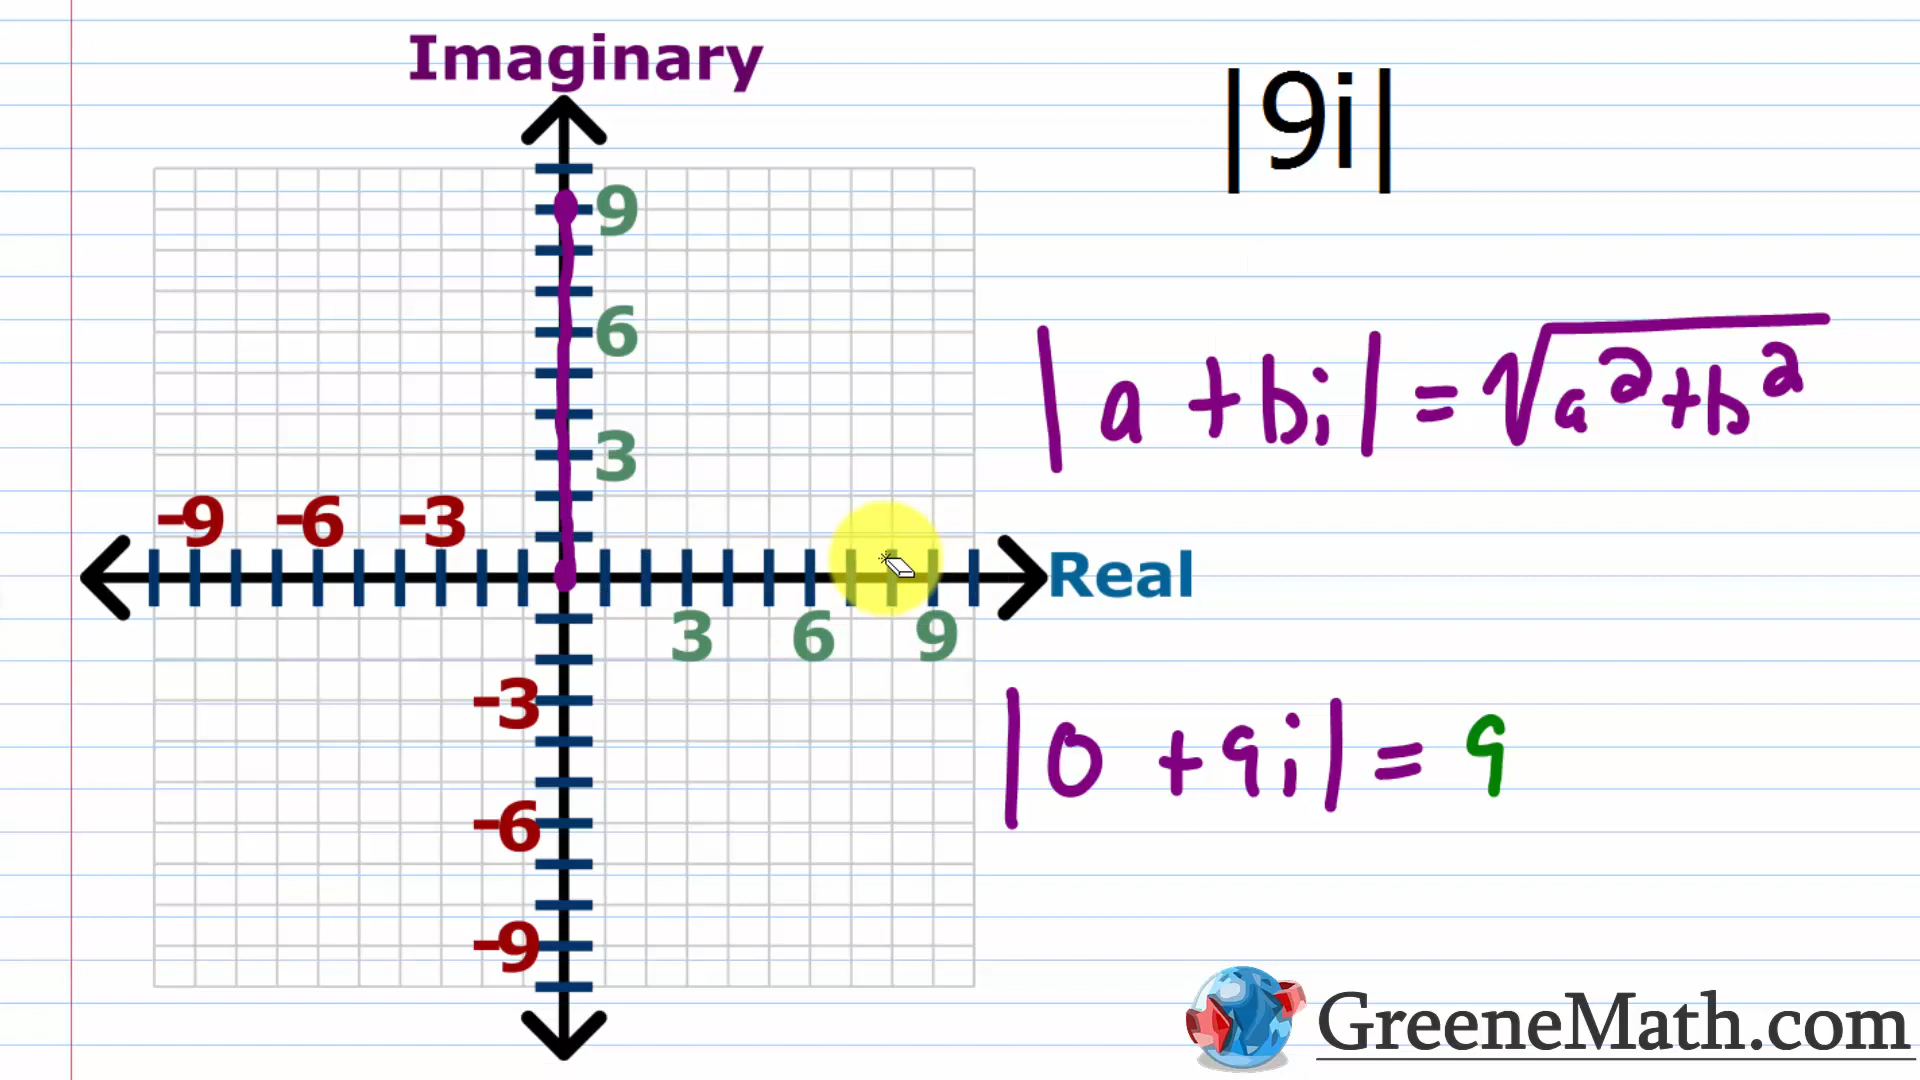 Imaginary
|9i|
9
6
|a + bi| = √a²+b²
3
-9 -6 -3
Real
3 6 9
-3
|0 + 9i| = 9
-6
-9
GreeneMath.com